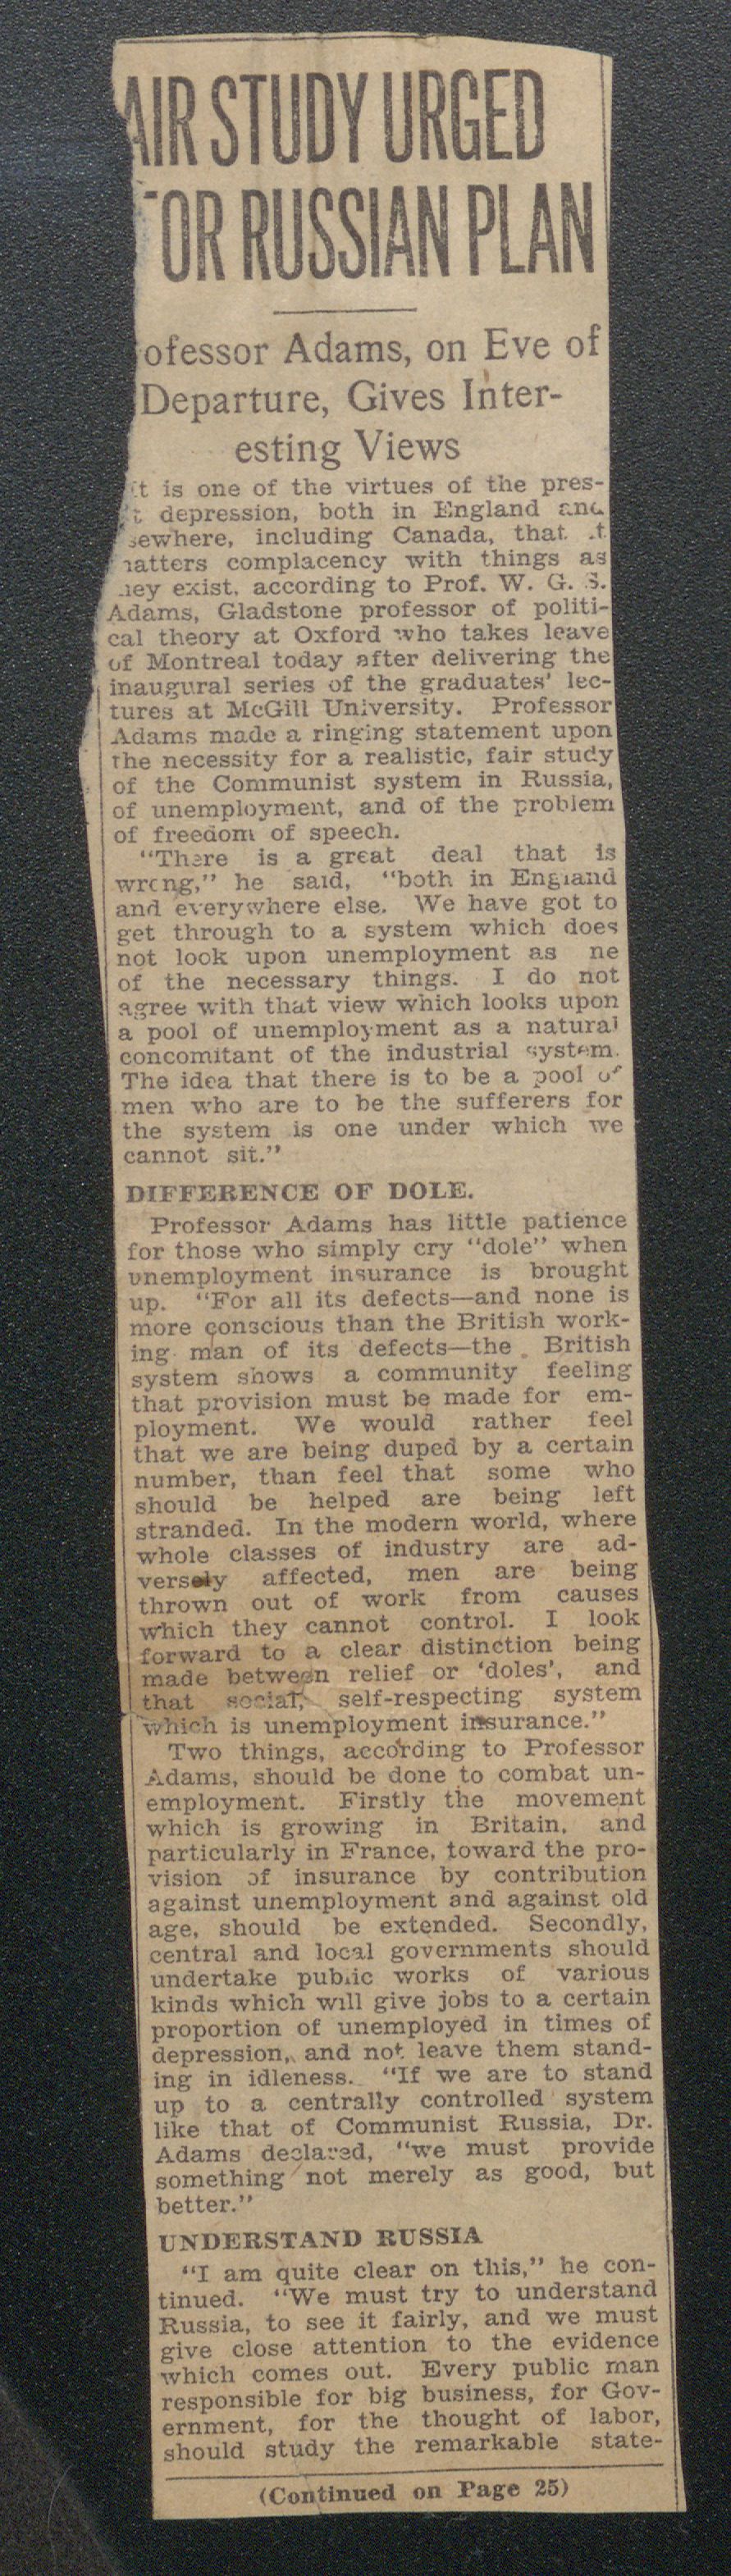 AIR STUDY URGED
FOR RUSSIAN PLAN
ofessor Adams, on Eve of
Departure, Gives Inter-
esting Views
it is one of the virtues of the pres-
t depression, both in England and
sewhere, including Canada, that it
hatters complacency with things as
hey exist, according to Prof. W. G. S.
Adams, Gladstone professor of politi-
cal theory at Oxford who takes leave
of Montreal today after delivering the
inaugural series of the graduates' lec-
tures at McGill University. Professor
Adams made a ringing statement upon
the necessity for a realistic, fair study
of the Communist system in Russia,
of unemployment, and of the problem
of freedom of speech.
"There is a great deal that is
wrong," he said, "both in England
and everywhere else. We have got to
get through to a system which does
not look upon unemployment as ne
of the necessary things. I do not
agree with that view which looks upon
a pool of unemployment as a natural
concomitant of the industrial system.
The idea that there is to be a pool of
men who are to be the sufferers for
the system is one under which we
cannot sit."
DIFFERENCE OF DOLE.
Professor Adams has little patience
for those who simply cry "dole" when
unemployment insurance is brought
up. "For all its defects—and none is
more conscious than the British work-
ing man of its defects—the British
system shows a community feeling
that provision must be made for em-
ployment. We would rather feel
that we are being duped by a certain
number, than feel that some who
should be helped are being left
stranded. In the modern world, where
whole classes of industry are ad-
versely affected, men are being
thrown out of work from causes
which they cannot control. I look
forward to a clear distinction being
made between relief or 'doles', and
that social, self-respecting system
which is unemployment insurance."
Two things, according to Professor
Adams, should be done to combat un-
employment. Firstly the movement
which is growing in Britain, and
particularly in France, toward the pro-
vision of insurance by contribution
against unemployment and against old
age, should be extended. Secondly,
central and local governments should
undertake public works of various
kinds which will give jobs to a certain
proportion of unemployed in times of
depression, and not leave them stand-
ing in idleness. "If we are to stand
up to a centrally controlled system
like that of Communist Russia, Dr.
Adams declared, "we must provide
something not merely as good, but
better."
UNDERSTAND RUSSIA
"I am quite clear on this," he con-
tinued. "We must try to understand
Russia, to see it fairly, and we must
give close attention to the evidence
which comes out. Every public man
responsible for big business, for Gov-
ernment, for the thought of labor,
should study the remarkable state-
(Continued on Page 25)